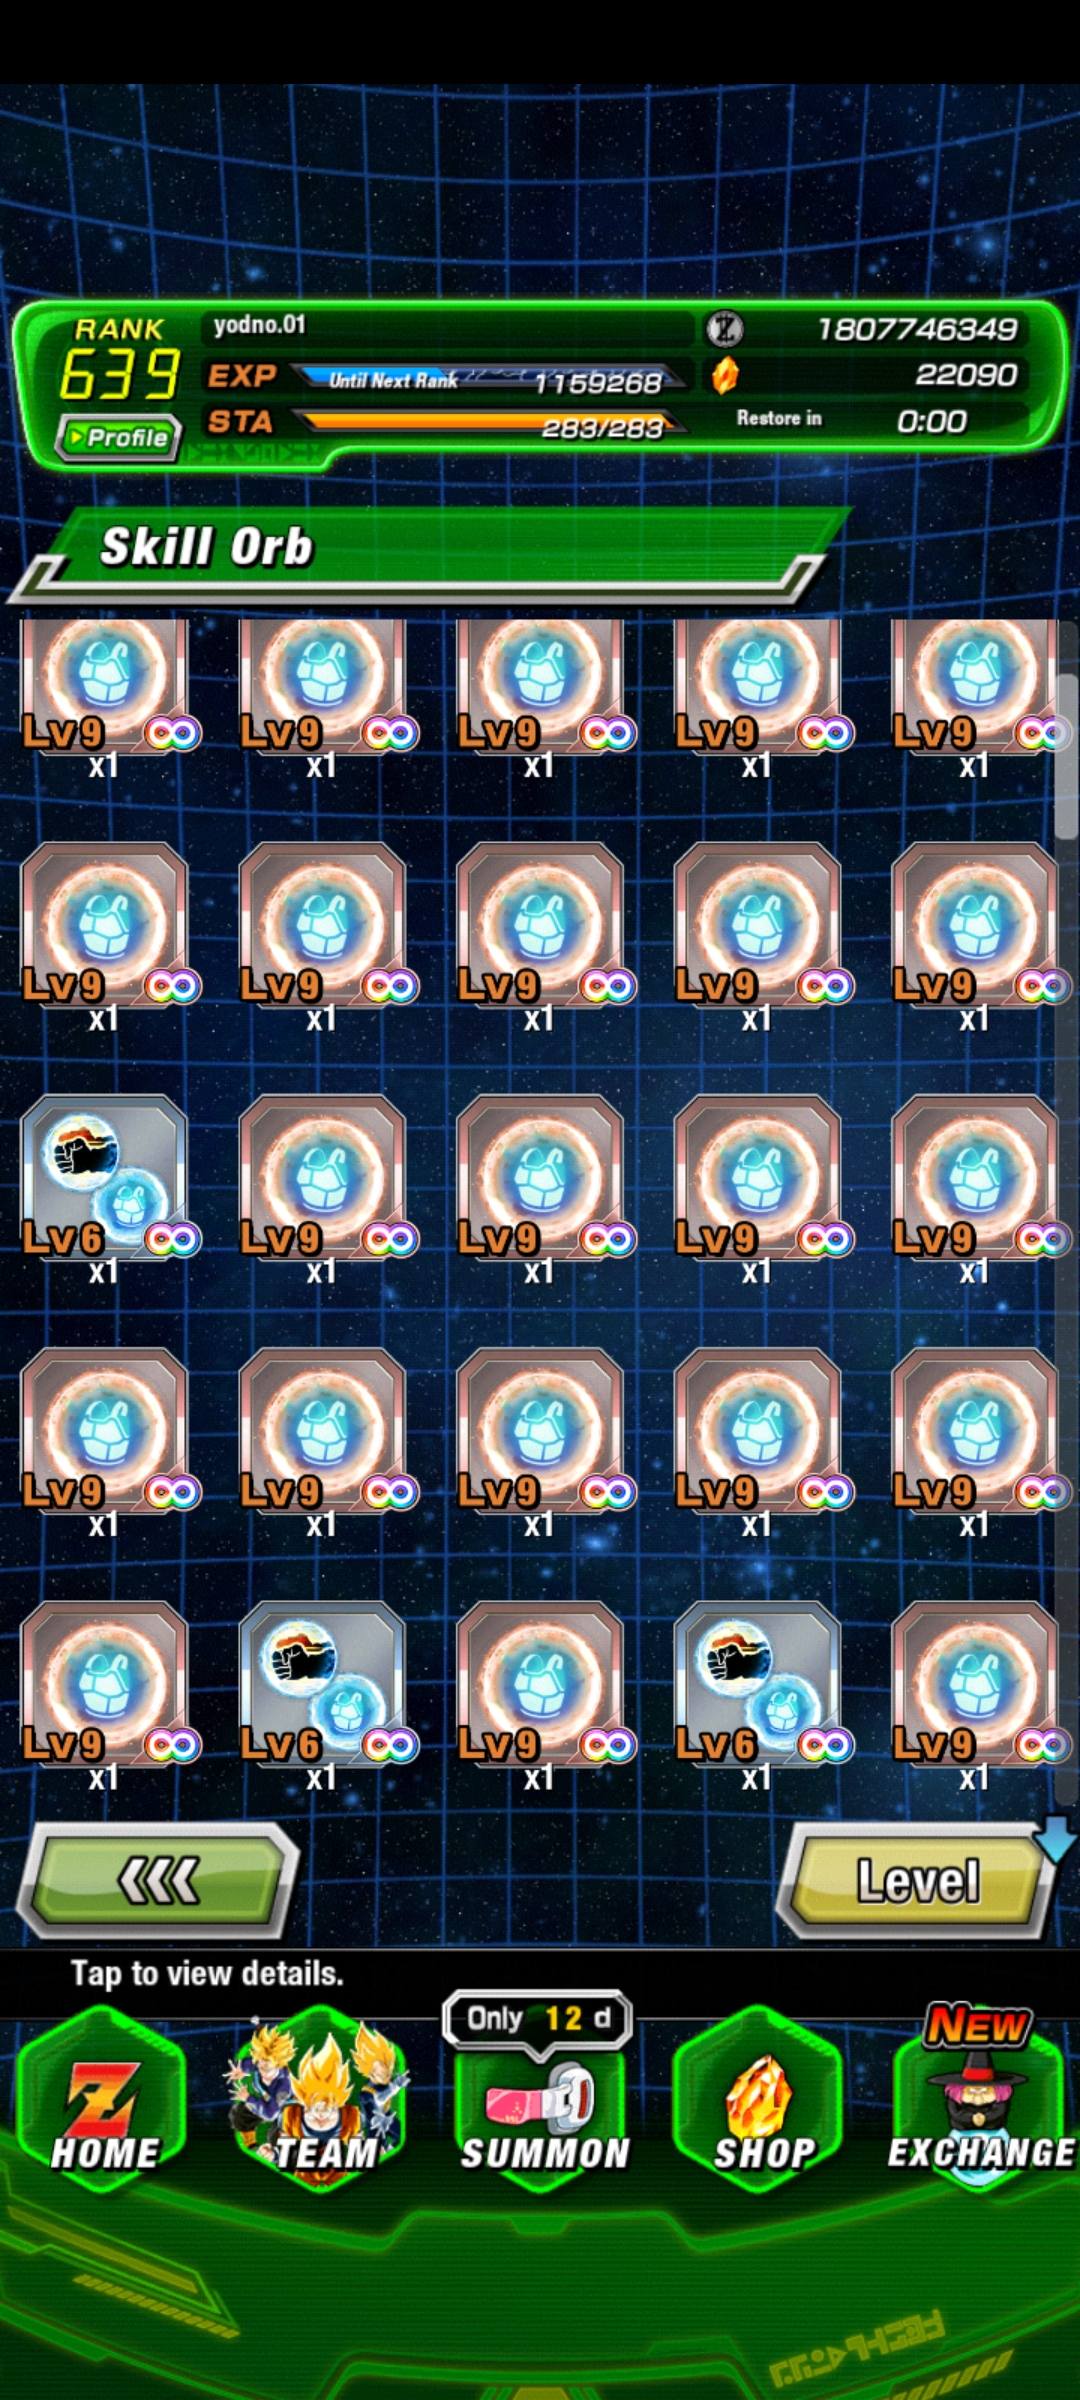 RANK
639
Profile
yodno.01
1807746349
EXP Until Next Rank 1159268
22090
STA 283/283
Restore in 0:00
Skill Orb
Lv9 Lv9 Lv9 Lv9 Lv9
x1 x1 x1 x1 x1
Lv9 Lv9 Lv9 Lv9 Lv9
x1 x1 x1 x1 x1
Lv6 Lv9 Lv9 Lv9 Lv9
x1 x1 x1 x1 x1
Lv9 Lv9 Lv9 Lv9 Lv9
x1 x1 x1 x1 x1
Lv9 Lv6 Lv9 Lv6 Lv9
x1 x1 x1 x1 x1
Level
Tap to view details.
Only 12 d
NEW
HOME TEAM SUMMON SHOP EXCHANGE